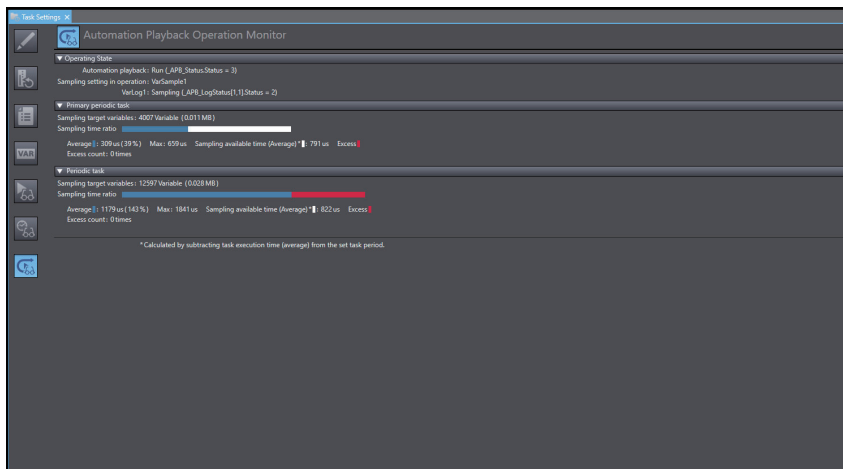 Task Settings ×
Automation Playback Operation Monitor
▼ Operating State
Automation playback: Run (_APB_Status.Status = 3)
Sampling setting in operation: VarSample1
VarLog1: Sampling (_APB_LogStatus[1,1].Status = 2)
▼ Primary periodic task
Sampling target variables: 4007 Variable (0.011 MB)
Sampling time ratio
Average : 309 us (39 %) Max: 659 us Sampling available time (Average)* : 791 us Excess
Excess count: 0 times
VAR
▼ Periodic task
Sampling target variables: 12597 Variable (0.028 MB)
Sampling time ratio
Average : 1179 us (143 %) Max: 1841 us Sampling available time (Average)* : 822 us Excess
Excess count: 0 times
*Calculated by subtracting task execution time (average) from the set task period.